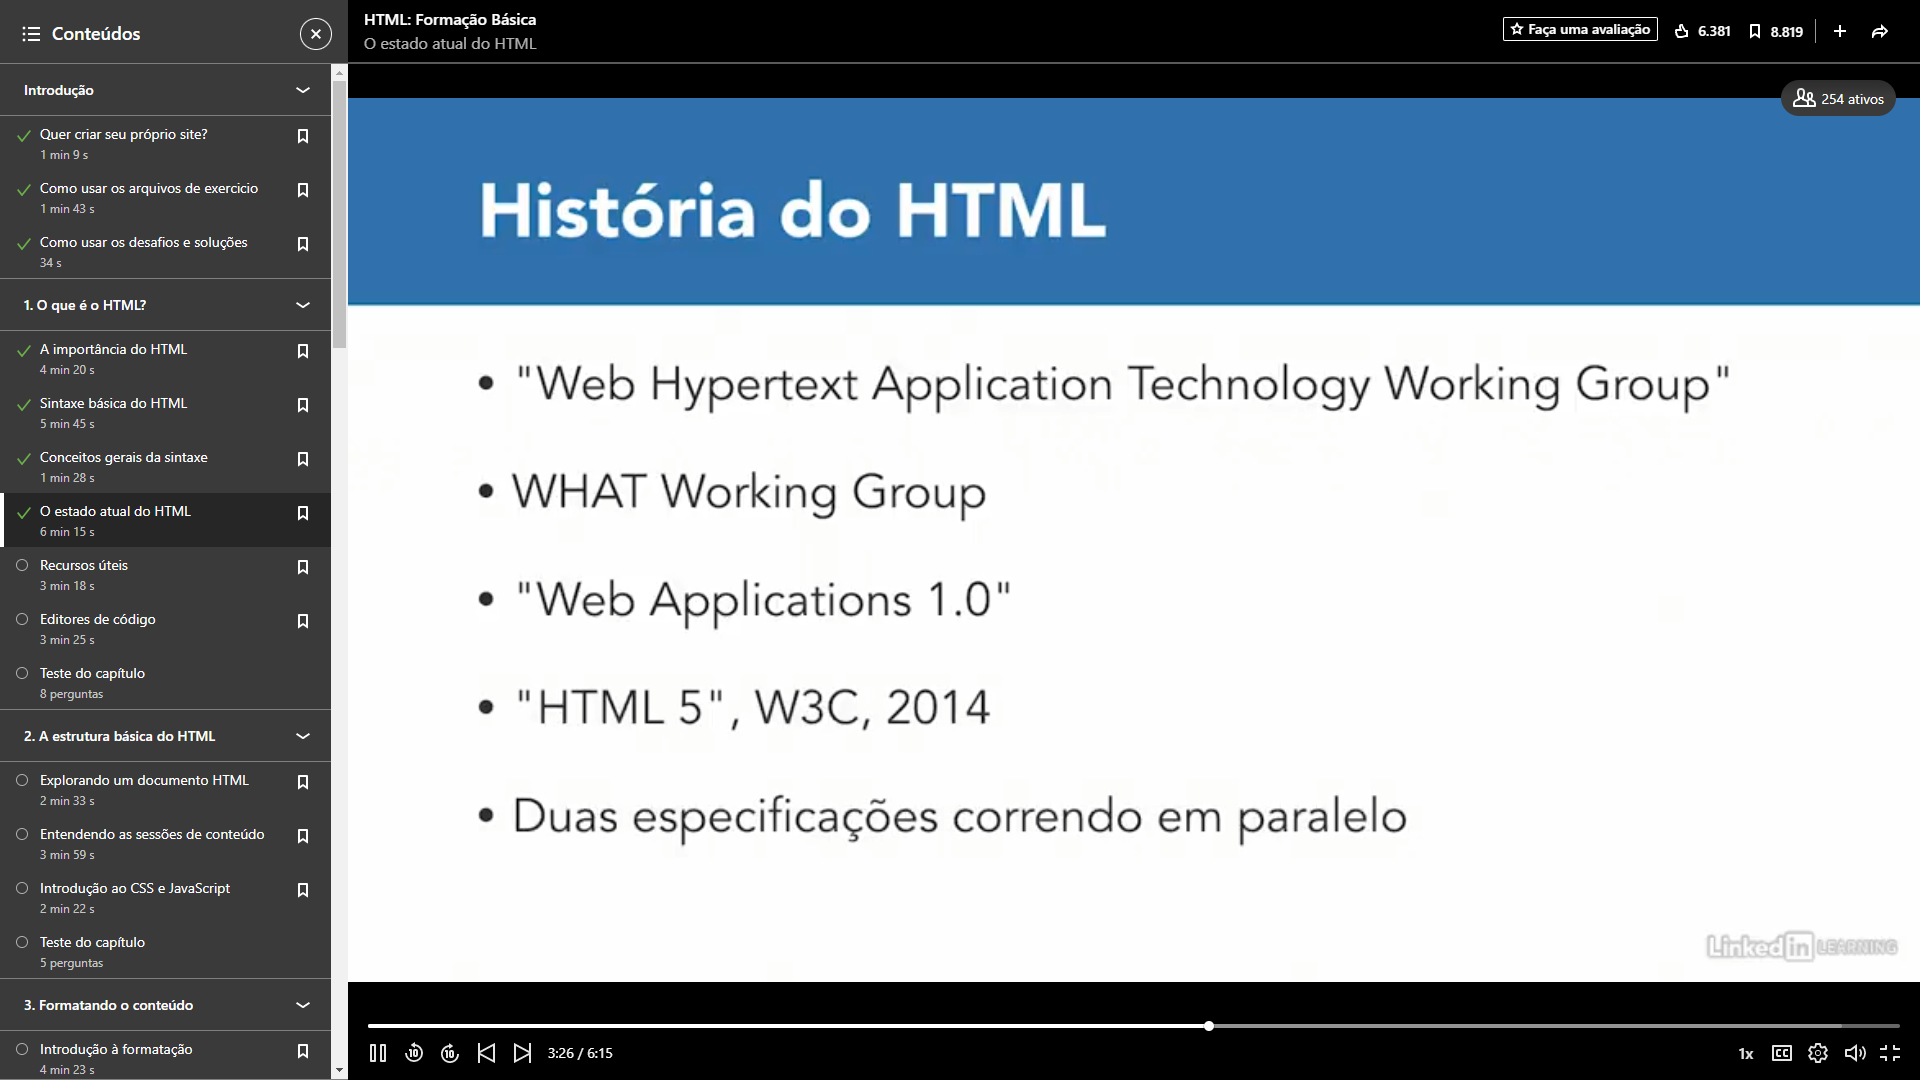 Conteúdos
Introdução
Quer criar seu próprio site?
1 min 9 s
Como usar os arquivos de exercicio
1 min 43 s
Como usar os desafios e soluções
34 s
1. O que é o HTML?
A importância do HTML
4 min 20 s
Sintaxe básica do HTML
5 min 45 s
Conceitos gerais da sintaxe
1 min 28 s
O estado atual do HTML
6 min 15 s
Recursos úteis
3 min 18 s
Editores de código
3 min 25 s
Teste do capítulo
8 perguntas
2. A estrutura básica do HTML
Explorando um documento HTML
2 min 33 s
Entendendo as sessões de conteúdo
3 min 59 s
Introdução ao CSS e JavaScript
2 min 22 s
Teste do capítulo
5 perguntas
3. Formatando o conteúdo
Introdução à formatação
4 min 23 s
HTML: Formação Básica
O estado atual do HTML
Faça uma avaliação 6.381 8.819
254 ativos
História do HTML
• "Web Hypertext Application Technology Working Group"
• WHAT Working Group
• "Web Applications 1.0"
• "HTML 5", W3C, 2014
• Duas especificações correndo em paralelo
Linked in LEARNING
10 10 3:26 / 6:15 1x CC